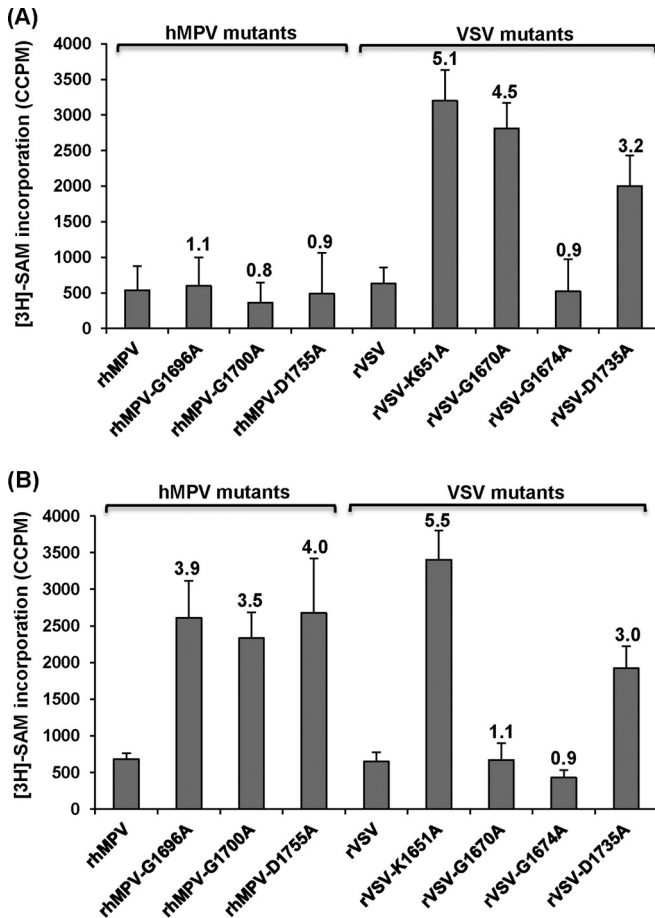 (A)
hMPV mutants
VSV mutants
[3H]-SAM incorporation (CCPM)
4000
3500
3000
2500
2000
1500
1000
500
0
1.1
0.8
0.9
5.1
4.5
0.9
3.2
rhMPV
rhMPV-G1696A
rhMPV-G1700A
rhMPV-D1755A
rVSV
rVSV-K651A
rVSV-G1670A
rVSV-G1674A
rVSV-D1735A
(B)
hMPV mutants
VSV mutants
[3H]-SAM incorporation (CCPM)
4000
3500
3000
2500
2000
1500
1000
500
0
3.9
3.5
4.0
5.5
1.1
0.9
3.0
rhMPV
rhMPV-G1696A
rhMPV-G1700A
rhMPV-D1755A
rVSV
rVSV-K1651A
rVSV-G1670A
rVSV-G1674A
rVSV-D1735A